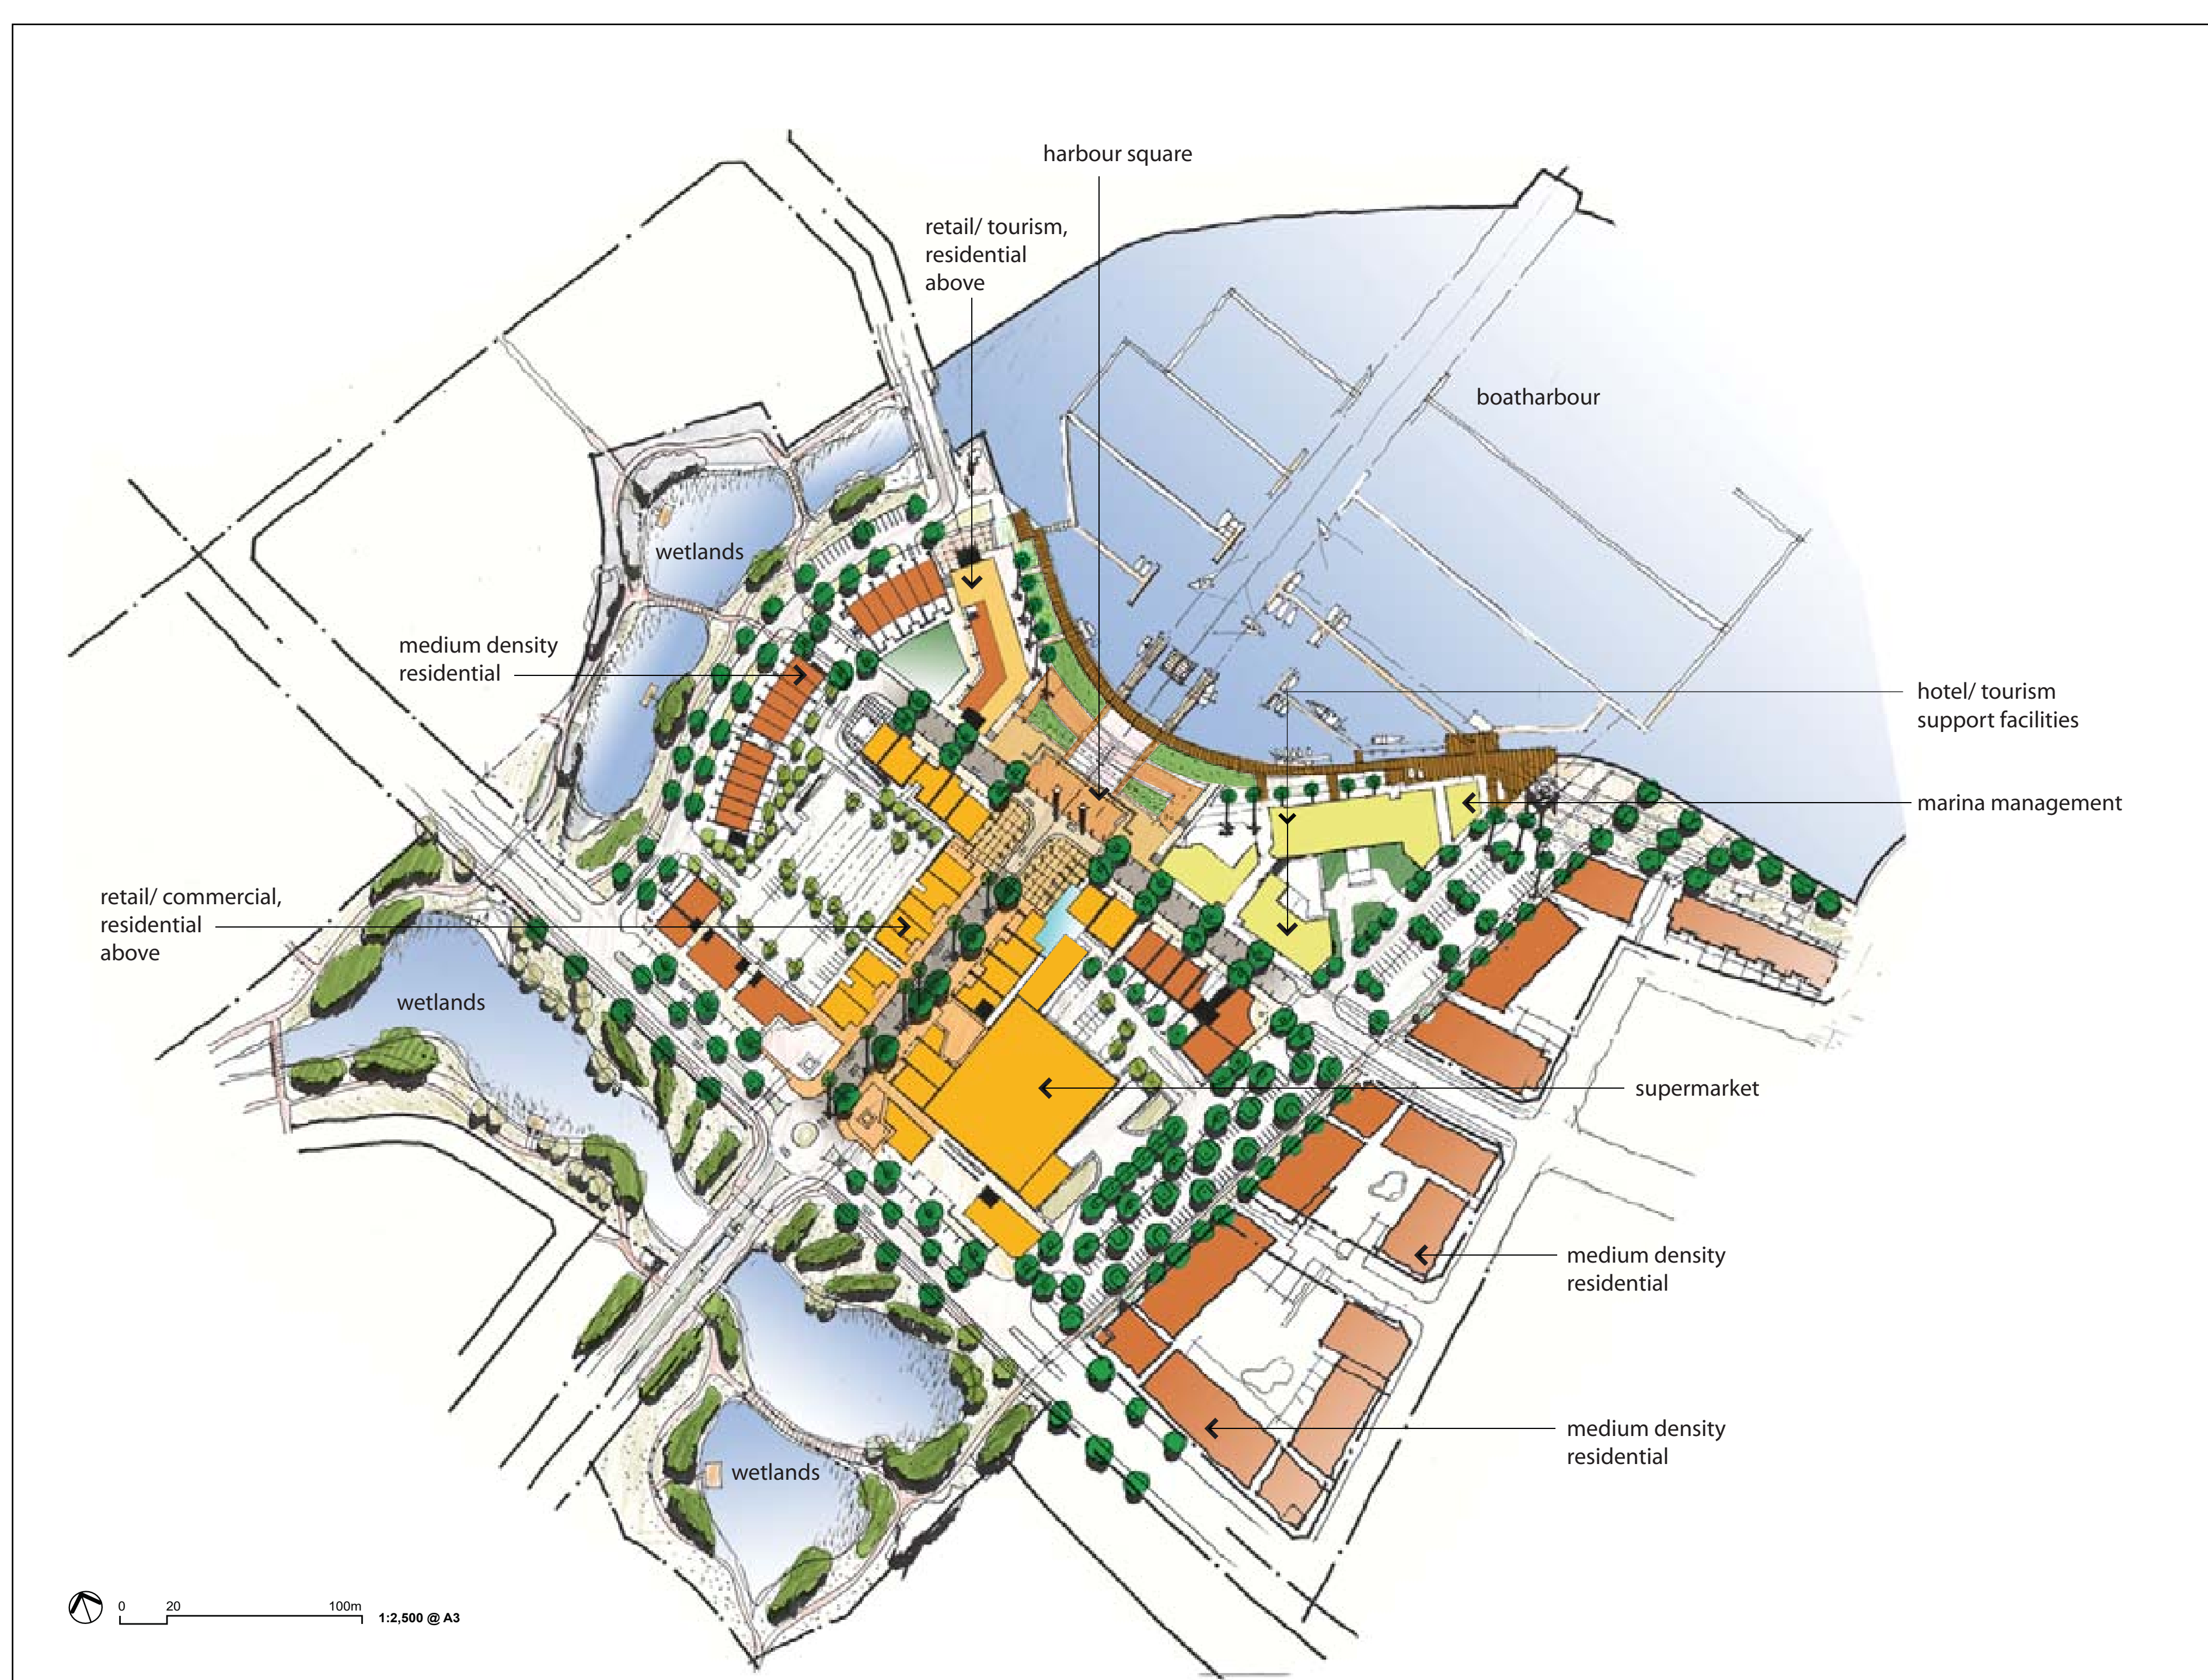 harbour square
retail/ tourism,
residential
above
boatharbour
wetlands
medium density
residential
hotel/ tourism
support facilities
marina management
retail/ commercial,
residential
above
wetlands
supermarket
medium density
residential
medium density
residential
wetlands
0 20 100m
1:2,500 @ A3